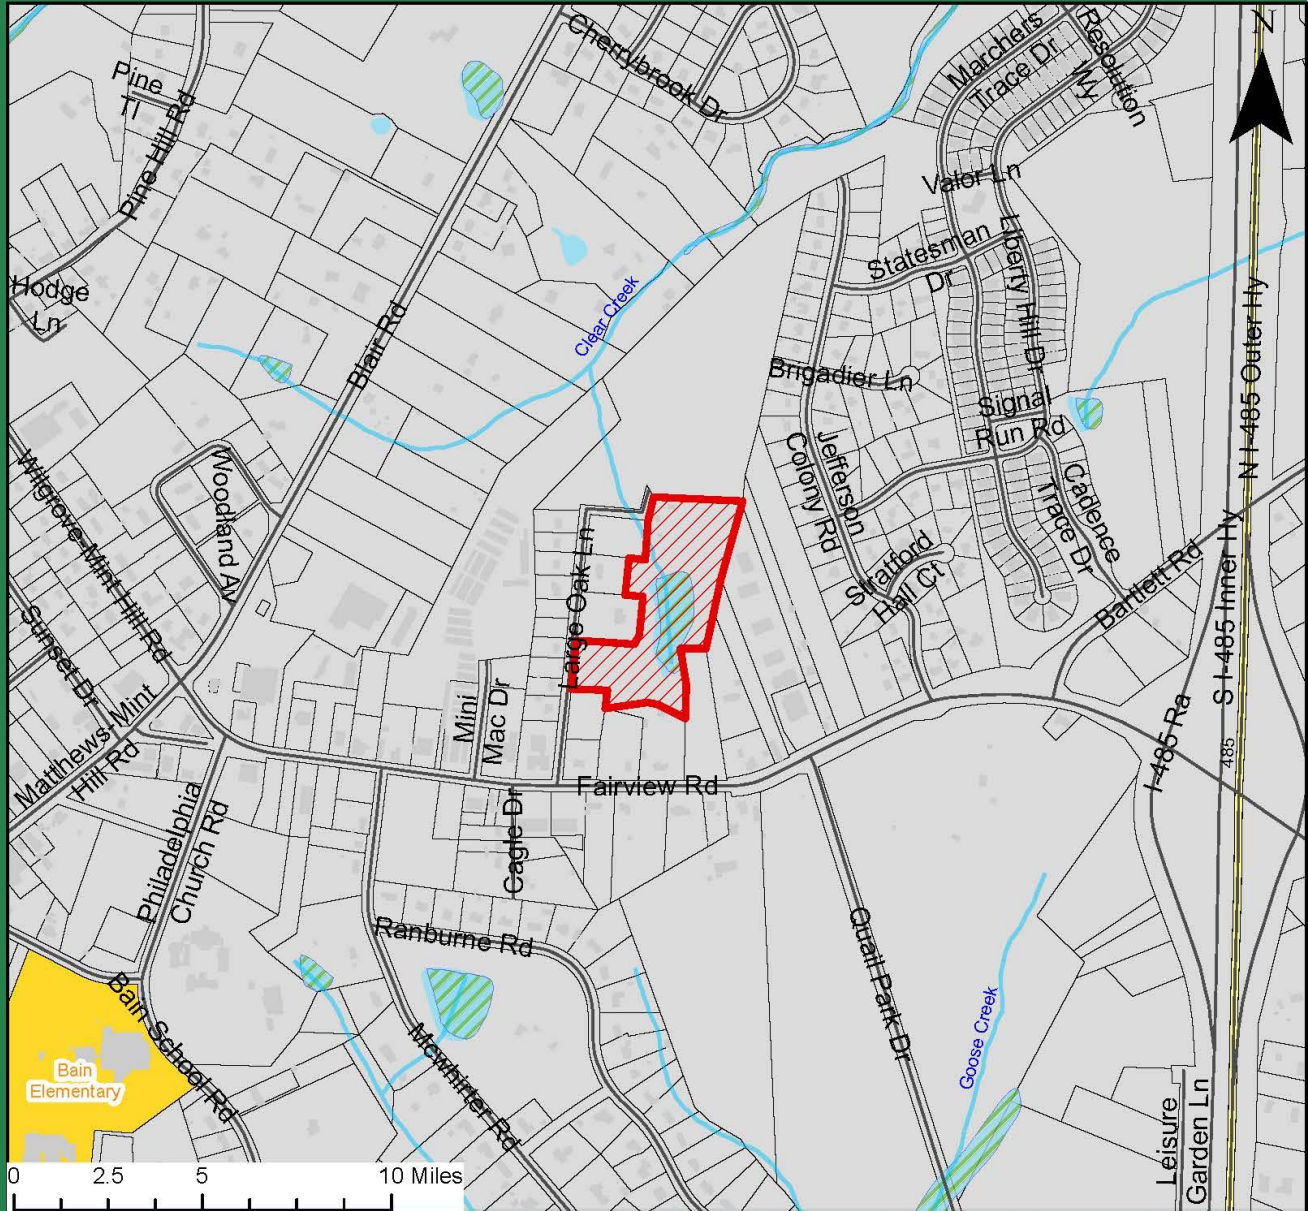 Cherrybrook Dr
Marchers
Trace Dr
Resolution
Wy
N
Pine
Tl
Pine Hill Rd
Valor Ln
Statesman
Dr
Liberty Hill Dr
Hodge
Ln
Blair Rd
Clear Creek
N I-485 Outer Hy
Brigadier Ln
Signal
Run Rd
Jefferson
Colony Rd
Cadence
Trace Dr
Wilgrove-Mint Hill Rd
Woodland Av
Large Oak Ln
Strafford
Hall Ct
Bartlett Rd
S I-485 Inner Hy
Sunset Dr
Mini
Mac Dr
Matthews-Mint
Hill Rd
I-485 Ra
485
Fairview Rd
Philadelphia
Church Rd
Cagle Dr
Ranburne Rd
Quail Park Dr
Bain School Rd
Goose Creek
Mcwhirter Rd
Bain
Elementary
Leisure
Garden Ln
0 2.5 5 10 Miles